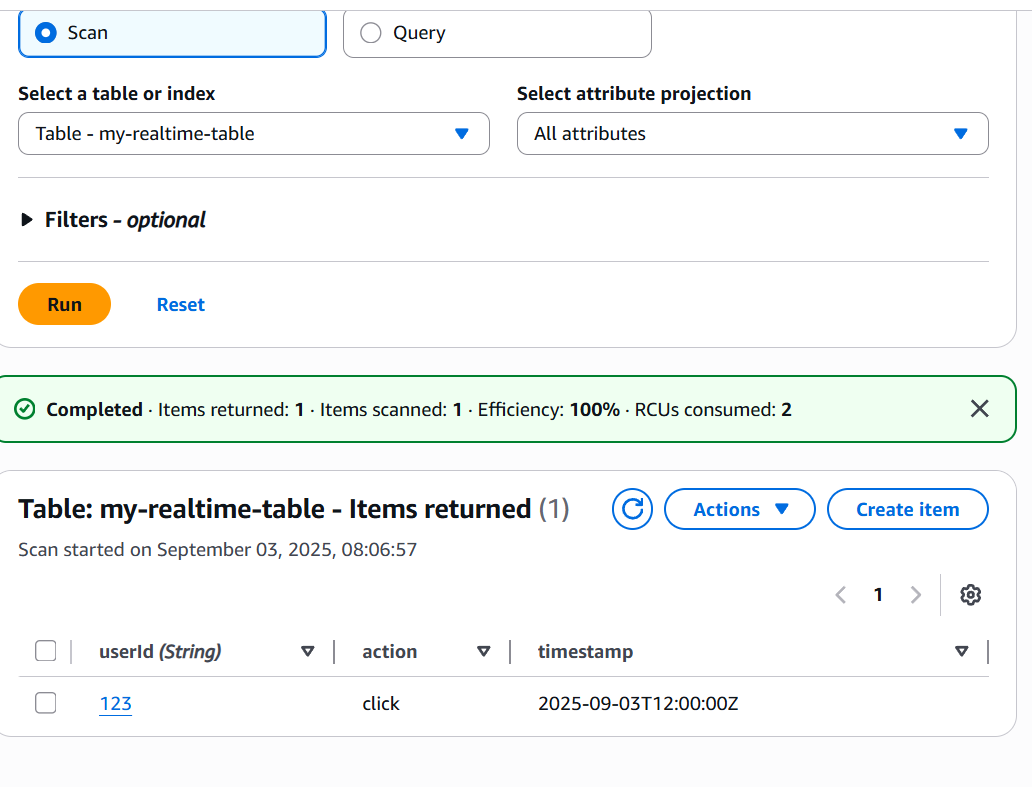 Scan Query
Select a table or index Select attribute projection
Table - my-realtime-table All attributes
Filters - optional
Run Reset
Completed · Items returned: 1 · Items scanned: 1 · Efficiency: 100% · RCUs consumed: 2
Table: my-realtime-table - Items returned (1) Actions Create item
Scan started on September 03, 2025, 08:06:57
1
userId (String) action timestamp
123 click 2025-09-03T12:00:00Z